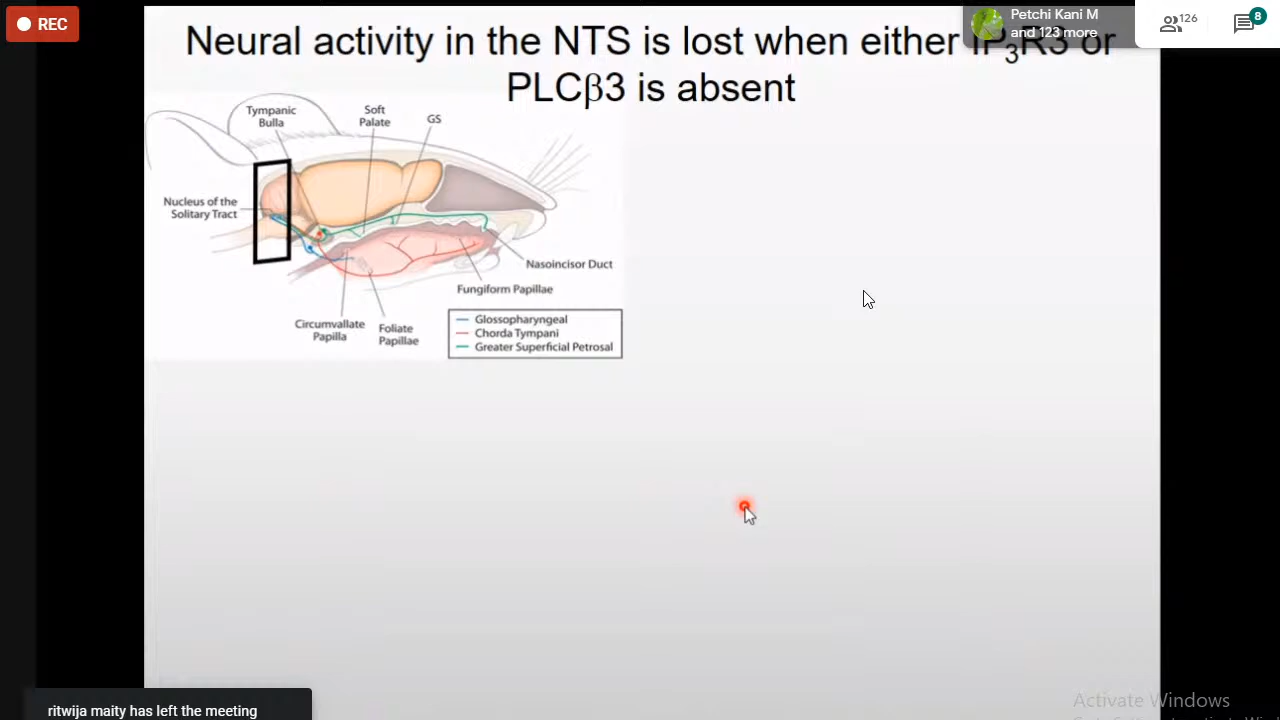 REC
Petchi Kani M
and 123 more
126
8
Neural activity in the NTS is lost when either IP3R3 or
PLCβ3 is absent
Tympanic
Bulla
Soft
Palate
GS
Nucleus of the
Solitary Tract
Nasoincisor Duct
Fungiform Papillae
Circumvallate
Papilla
Foliate
Papillae
Glossopharyngeal
Chorda Tympani
Greater Superficial Petrosal
Activate Windows
ritwija maity has left the meeting